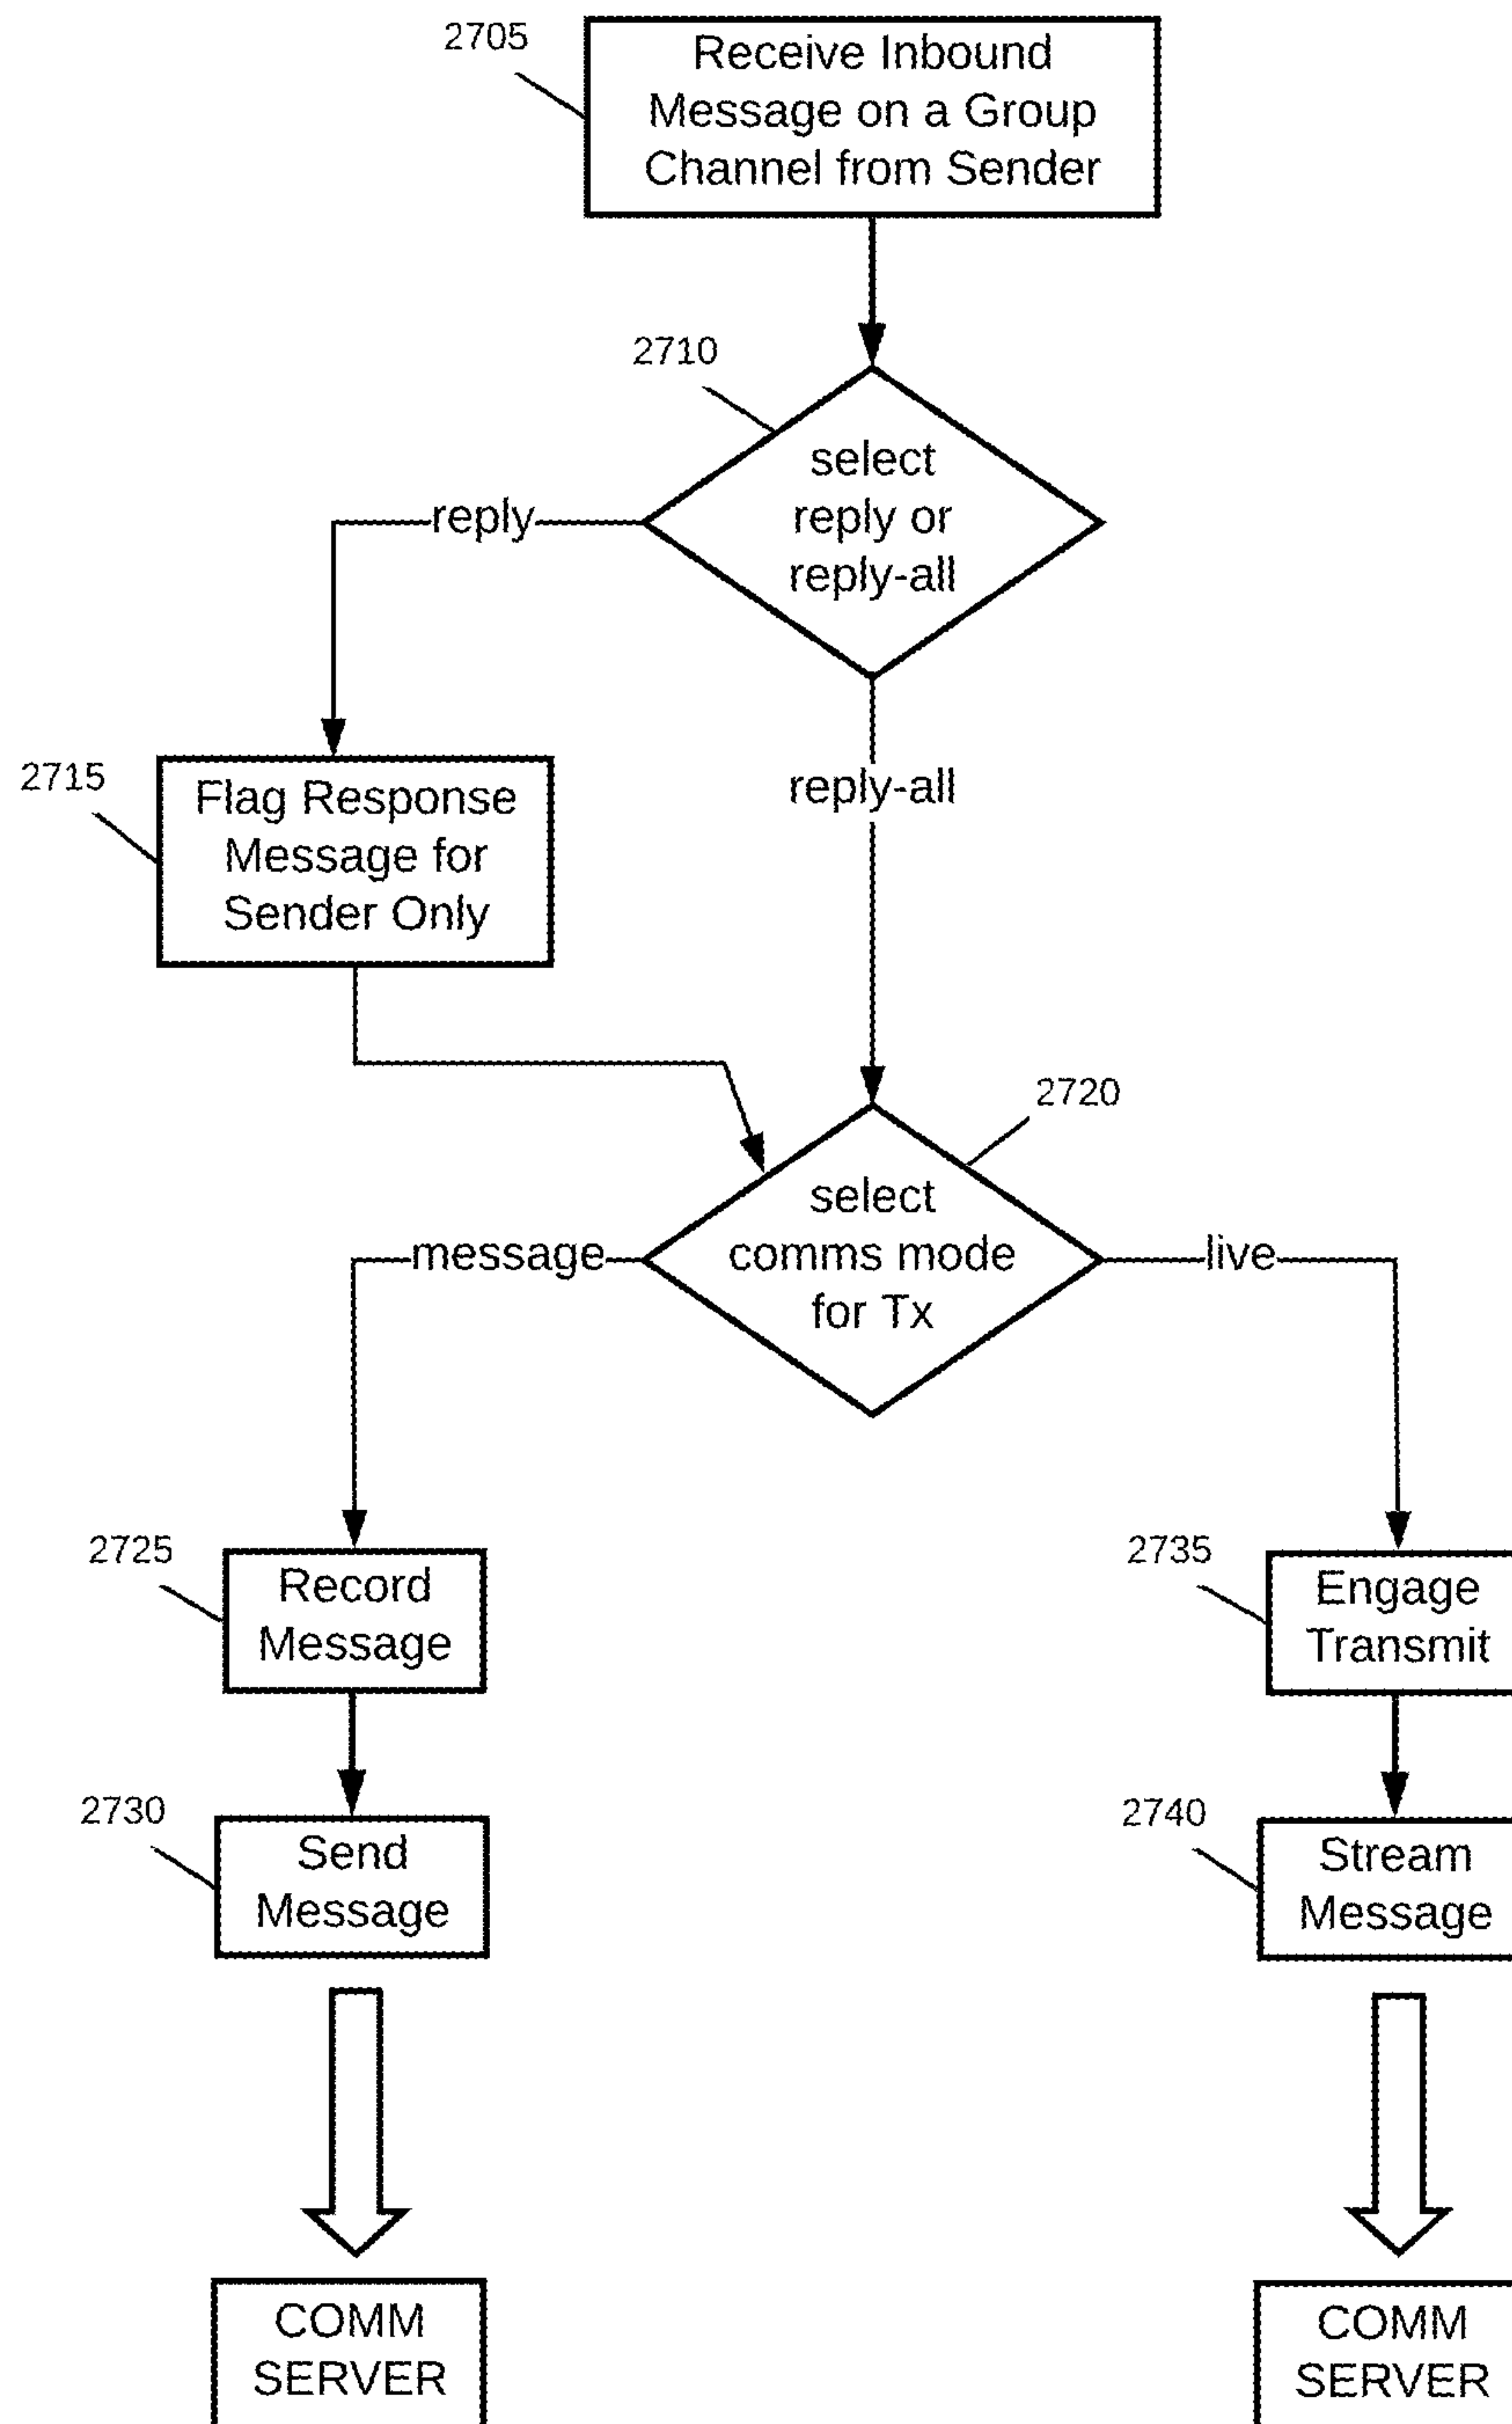 2705
Receive Inbound
Message on a Group
Channel from Sender
2710
select
reply or
reply-all
reply
reply-all
2715
Flag Response
Message for
Sender Only
2720
select
comms mode
for Tx
message
live
2725
Record
Message
2735
Engage
Transmit
2730
Send
Message
2740
Stream
Message
COMM
SERVER
COMM
SERVER